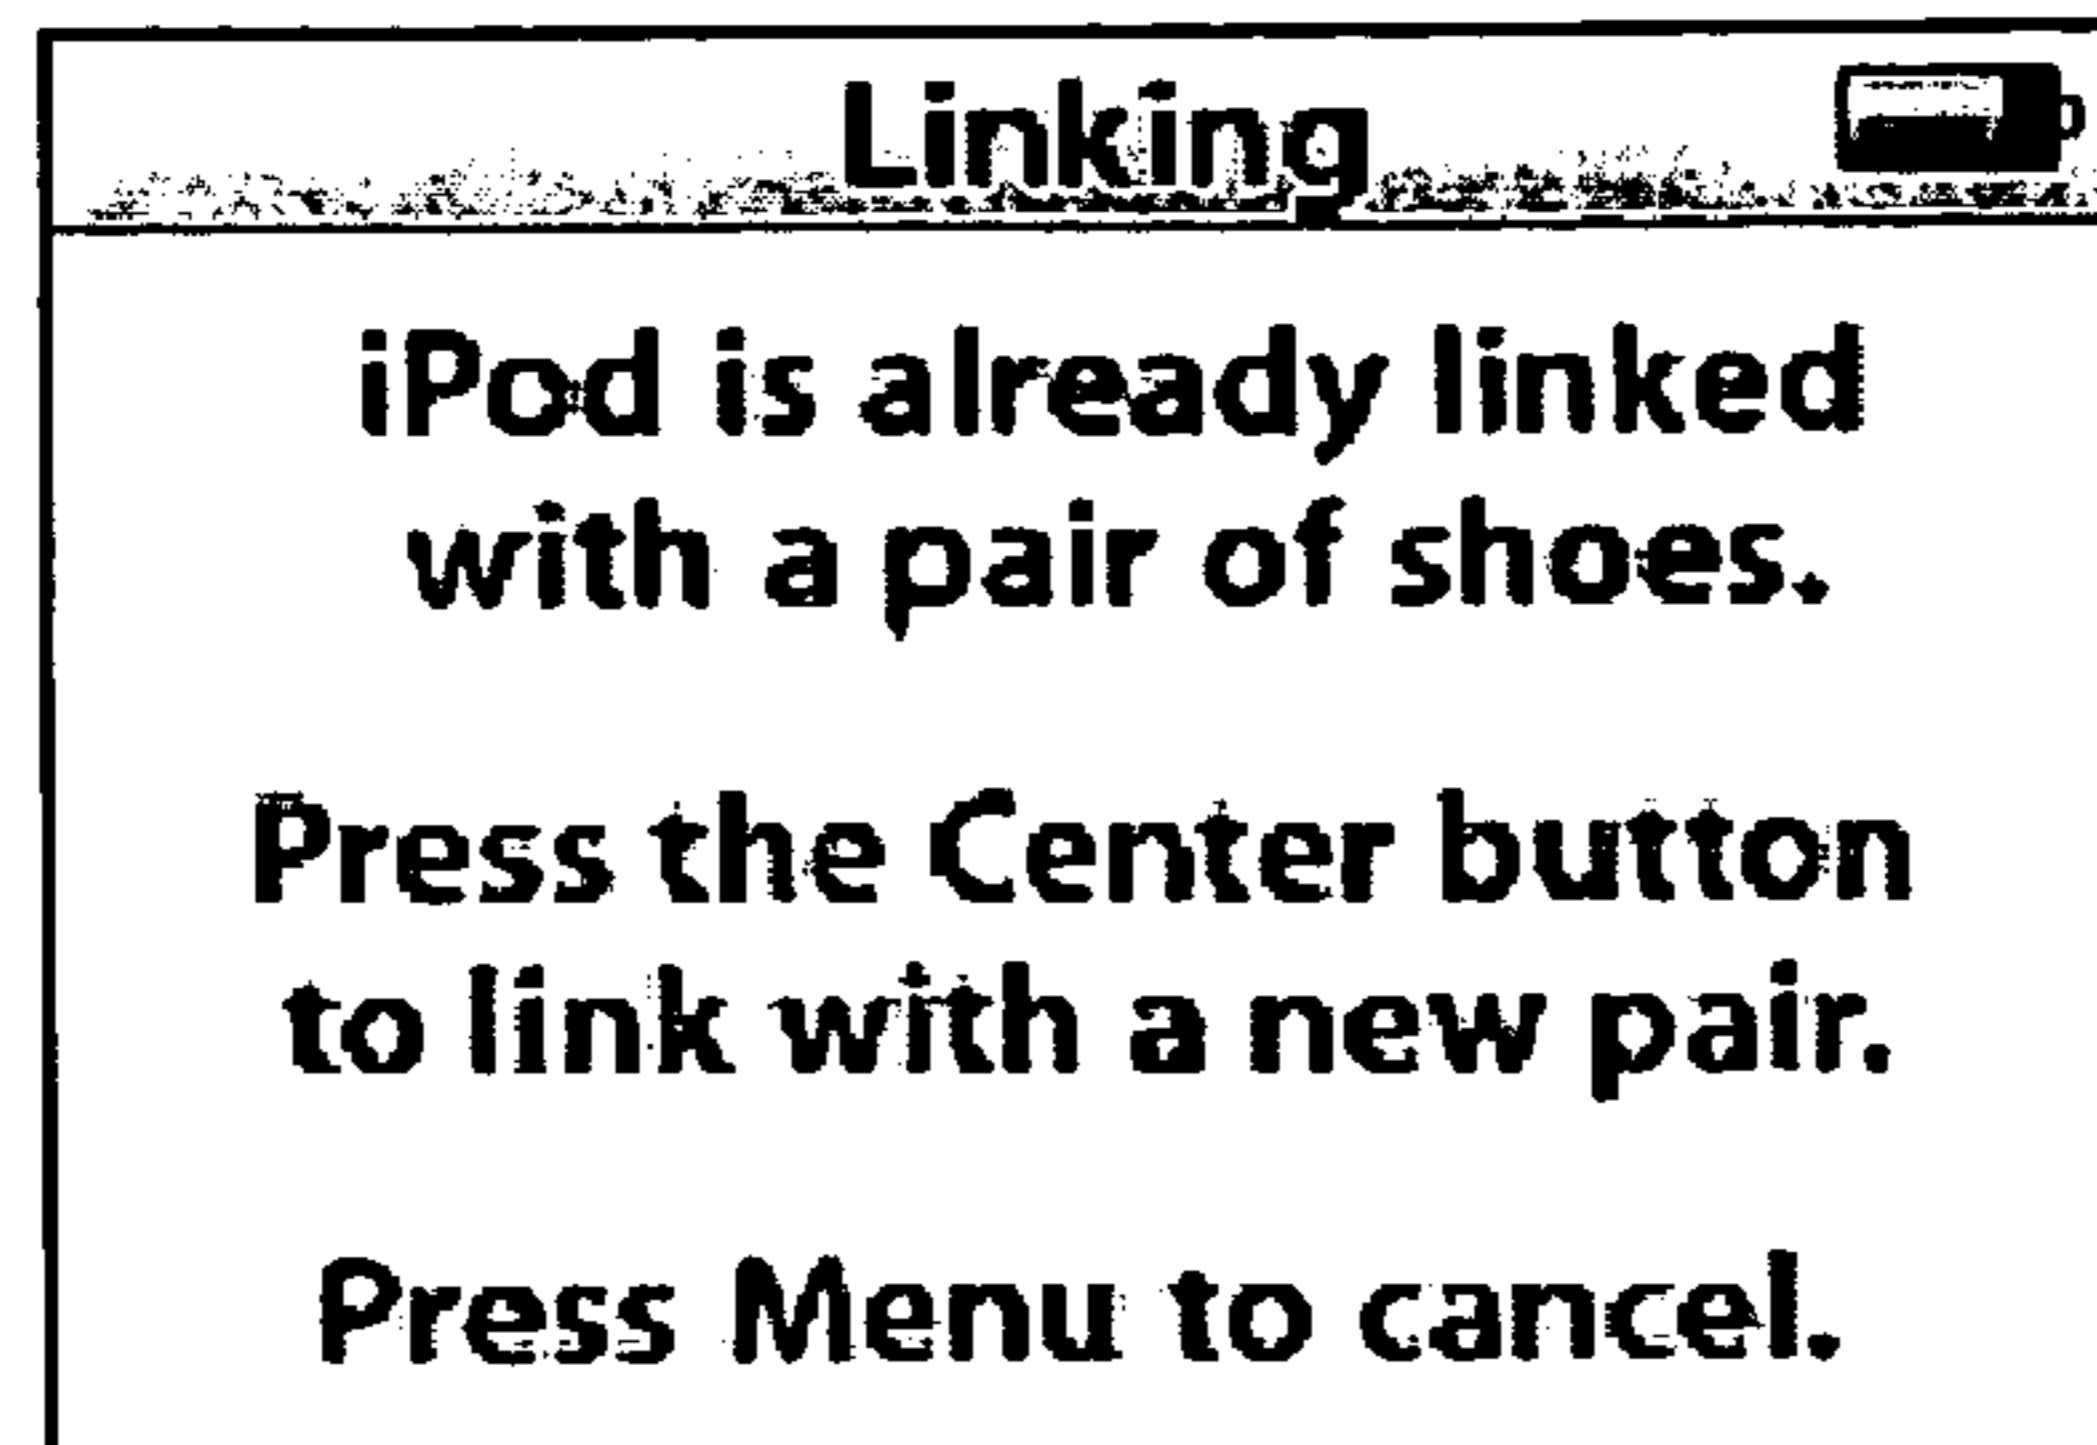 Linking
iPod is already linked
with a pair of shoes.
Press the Center button
to link with a new pair.
Press Menu to cancel.